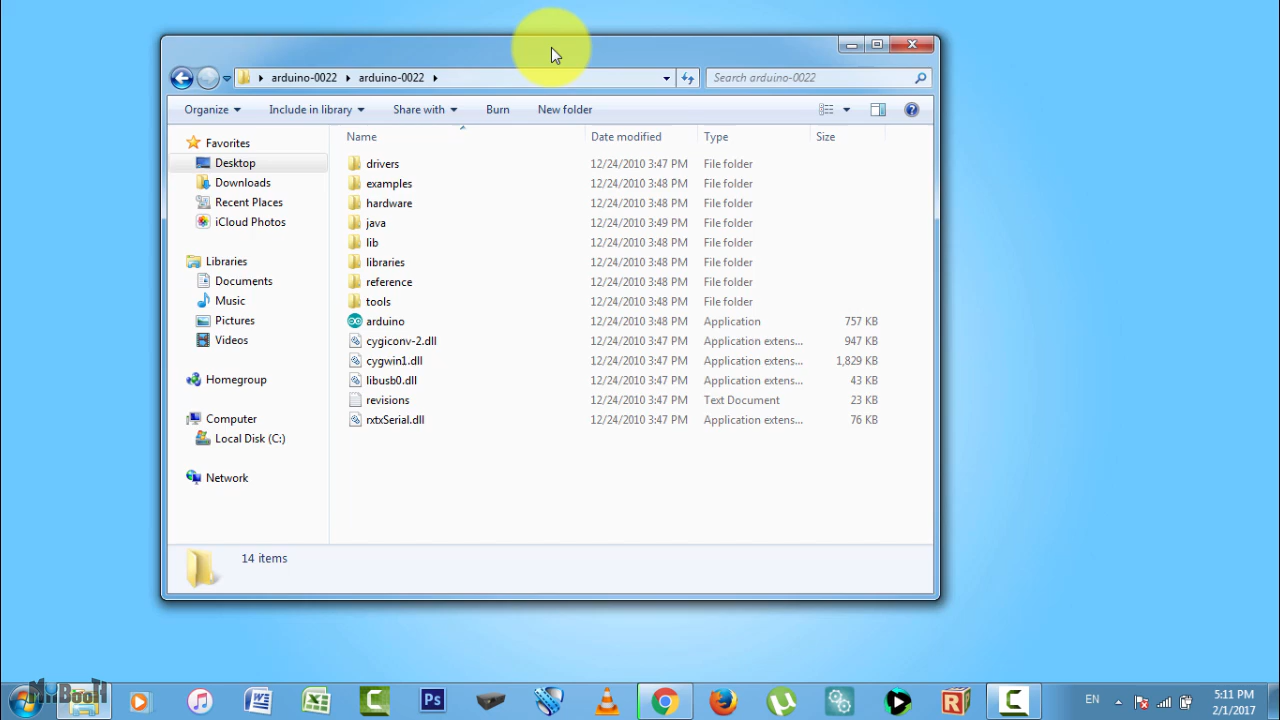 arduino-0022 arduino-0022 Search arduino-0022
Organize Include in library Share with Burn New folder
Name Date modified Type Size
Favorites
Desktop
Downloads
Recent Places
iCloud Photos
Libraries
Documents
Music
Pictures
Videos
Homegroup
Computer
Local Disk (C:)
Network
drivers 12/24/2010 3:47 PM File folder
examples 12/24/2010 3:48 PM File folder
hardware 12/24/2010 3:48 PM File folder
java 12/24/2010 3:49 PM File folder
lib 12/24/2010 3:48 PM File folder
libraries 12/24/2010 3:48 PM File folder
reference 12/24/2010 3:48 PM File folder
tools 12/24/2010 3:48 PM File folder
arduino 12/24/2010 3:48 PM Application 757 KB
cygiconv-2.dll 12/24/2010 3:47 PM Application extens... 947 KB
cygwin1.dll 12/24/2010 3:47 PM Application extens... 1,829 KB
libusb0.dll 12/24/2010 3:47 PM Application extens... 43 KB
revisions 12/24/2010 3:47 PM Text Document 23 KB
rxtxSerial.dll 12/24/2010 3:47 PM Application extens... 76 KB
14 items
Ps
EN
5:11 PM
2/1/2017